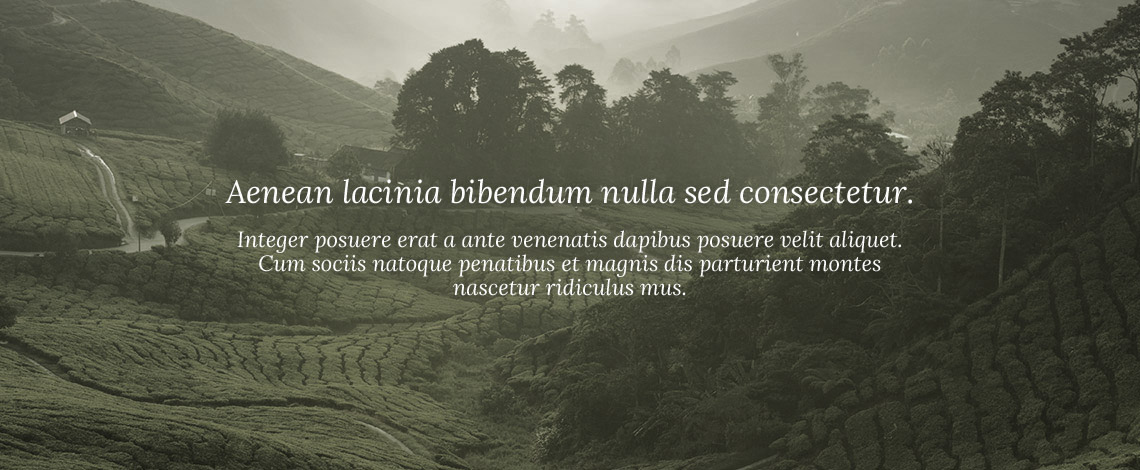 Aenean lacinia bibendum nulla sed consectetur.
Integer posuere erat a ante venenatis dapibus posuere velit aliquet.
Cum sociis natoque penatibus et magnis dis parturient montes
nascetur ridiculus mus.